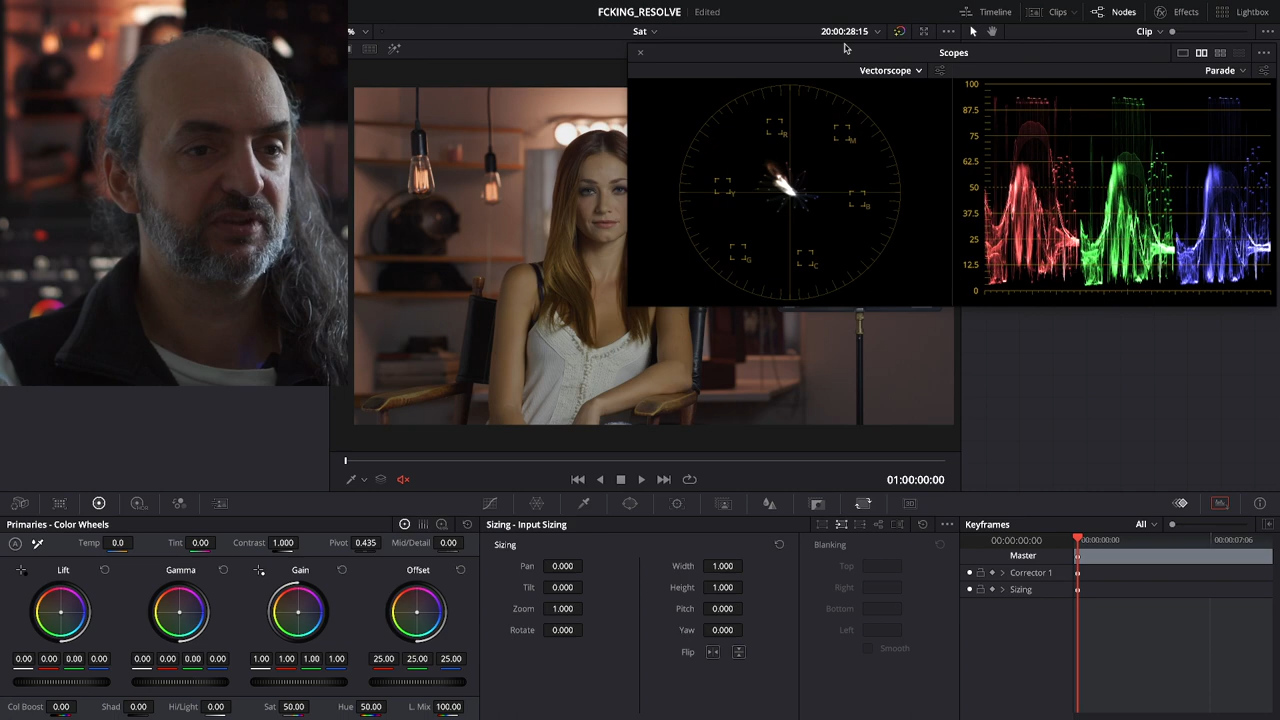 FCKING_RESOLVE Edited
Timeline Clips Nodes Effects Lightbox
% Sat 20:00:28:15 Clip
Scopes
Vectorscope Parade
R M Y B G C
100
87.5
75
62.5
50
37.5
25
12.5
0
01:00:00:00
Primaries - Color Wheels
Temp 0.0 Tint 0.00 Contrast 1.000 Pivot 0.435 Mid/Detail 0.00
Lift Gamma Gain Offset
0.00 0.00 0.00 0.00 0.00 0.00 0.00 0.00 1.00 1.00 1.00 1.00 25.00 25.00 25.00
Col Boost 0.00 Shad 0.00 Hi/Light 0.00 Sat 50.00 Hue 50.00 L. Mix 100.00
Sizing - Input Sizing
Sizing
Pan 0.000 Width 1.000
Tilt 0.000 Height 1.000
Zoom 1.000 Pitch 0.000
Rotate 0.000 Yaw 0.000
Flip
Blanking
Top
Right
Bottom
Left
Smooth
Keyframes All
00:00:00:00 00:00:00:00 00:00:07:06
Master
Corrector 1
Sizing